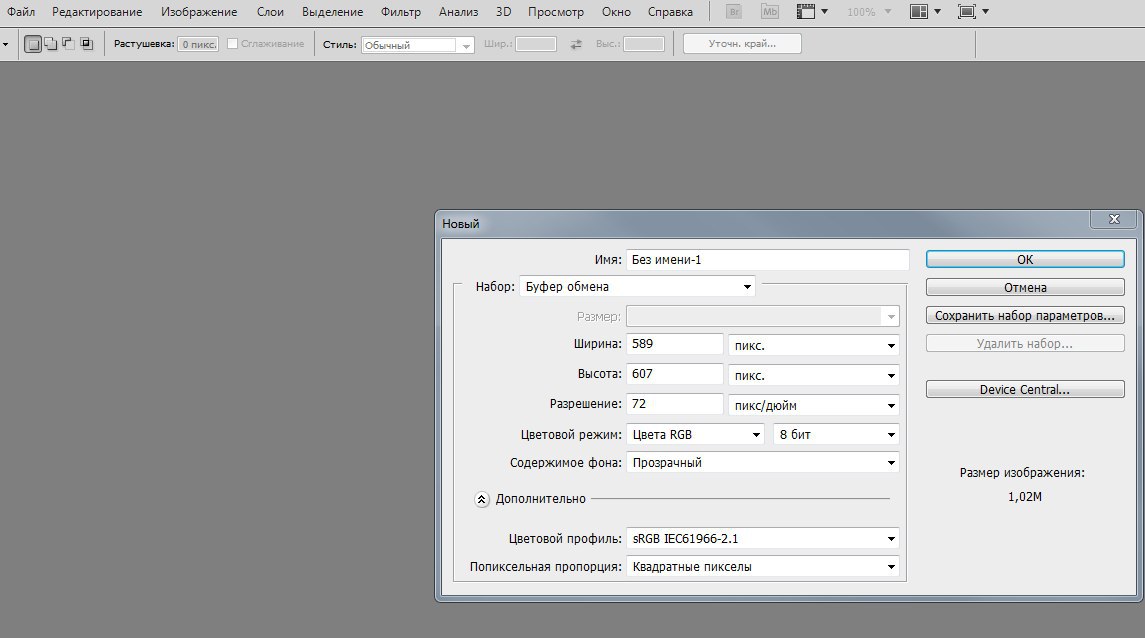 Файл Редактирование Изображение Слои Выделение Фильтр Анализ 3D Просмотр Окно Справка Br Mb 100%
Растушевка: 0 пикс. Сглаживание Стиль: Обычный Шир.: Выс.: Уточн. край...
Новый
Имя: Без имени-1 ОК
Набор: Буфер обмена Отмена
Размер: Сохранить набор параметров...
Ширина: 589 пикс. Удалить набор...
Высота: 607 пикс.
Device Central...
Разрешение: 72 пикс/дюйм
Цветовой режим: Цвета RGB 8 бит
Содержимое фона: Прозрачный
Размер изображения:
1,02M
Дополнительно
Цветовой профиль: sRGB IEC61966-2.1
Попиксельная пропорция: Квадратные пикселы